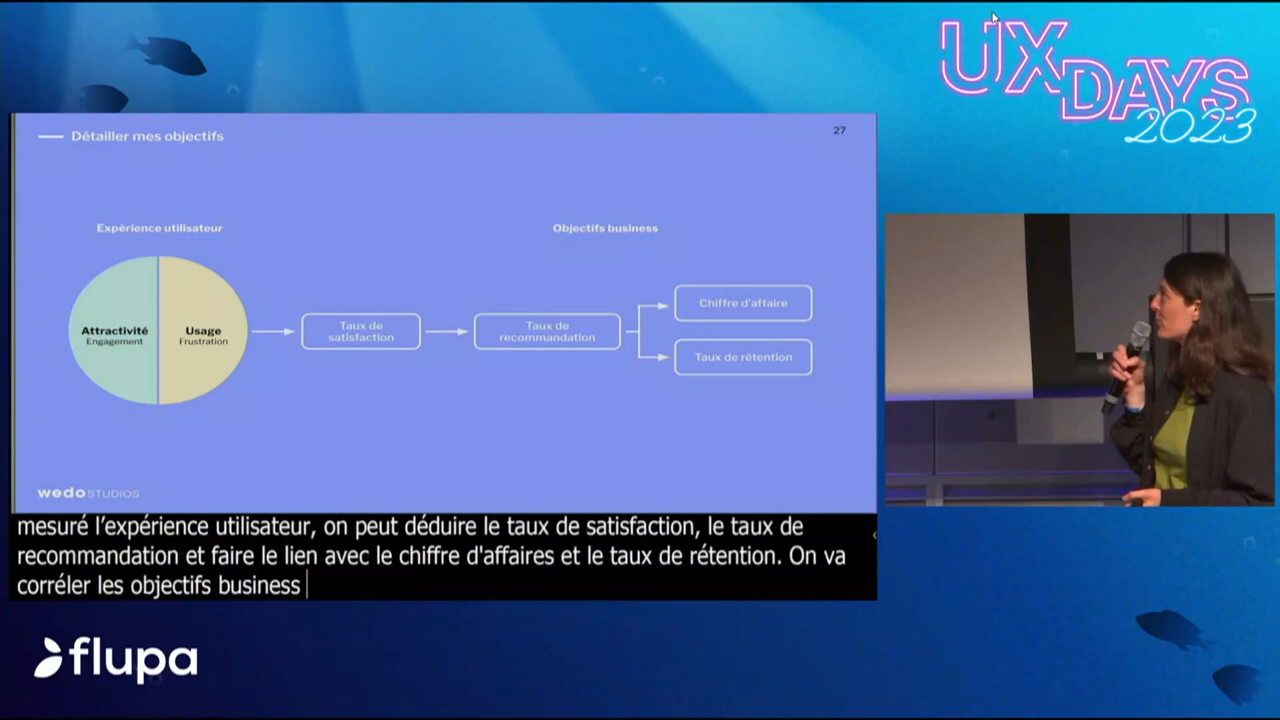 UX
DAYS
2023
Détailler mes objectifs
27
Expérience utilisateur
Objectifs business
Attractivité
Engagement
Usage
Frustration
Taux de
satisfaction
Taux de
recommandation
Chiffre d'affaire
Taux de rétention
wedo STUDIOS
mesuré l’expérience utilisateur, on peut déduire le taux de satisfaction, le taux de
recommandation et faire le lien avec le chiffre d'affaires et le taux de rétention. On va
corréler les objectifs business
flupa